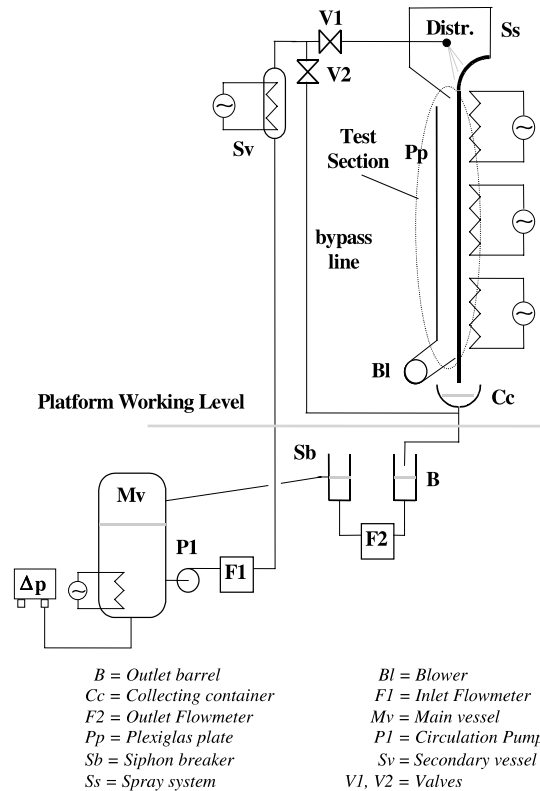 V1
Distr.
Ss
V2
Sv
Test
Section
Pp
bypass
line
Bl
Cc
Platform Working Level
Sb
B
Mv
F2
P1
F1
Δp
B = Outlet barrel
Cc = Collecting container
F2 = Outlet Flowmeter
Pp = Plexiglas plate
Sb = Siphon breaker
Ss = Spray system
Bl = Blower
F1 = Inlet Flowmeter
Mv = Main vessel
P1 = Circulation Pump
Sv = Secondary vessel
V1, V2 = Valves